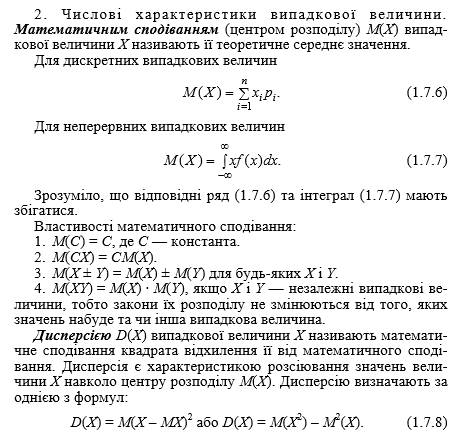 2. Числові характеристики випадкової величини.
Математичним сподіванням (центром розподілу) M(X) випад-
кової величини X називають її теоретичне середнє значення.
Для дискретних випадкових величин
M(X) = ∑_{i=1}^{n} x_i p_i. (1.7.6)
Для неперервних випадкових величин
M(X) = ∫_{−∞}^{∞} xf(x)dx. (1.7.7)
Зрозуміло, що відповідні ряд (1.7.6) та інтеграл (1.7.7) мають
збігатися.
Властивості математичного сподівання:
1. M(C) = C, де C — константа.
2. M(CX) = CM(X).
3. M(X ± Y) = M(X) ± M(Y) для будь-яких X і Y.
4. M(XY) = M(X) · M(Y), якщо X і Y — незалежні випадкові ве-
личини, тобто закони їх розподілу не змінюються від того, яких
значень набуде та чи інша випадкова величина.
Дисперсією D(X) випадкової величини X називають математи-
чне сподівання квадрата відхилення її від математичного споді-
вання. Дисперсія є характеристикою розсіювання значень вели-
чини X навколо центру розподілу M(X). Дисперсію визначають за
однією з формул:
D(X) = M(X – MX)² або D(X) = M(X²) – M²(X). (1.7.8)